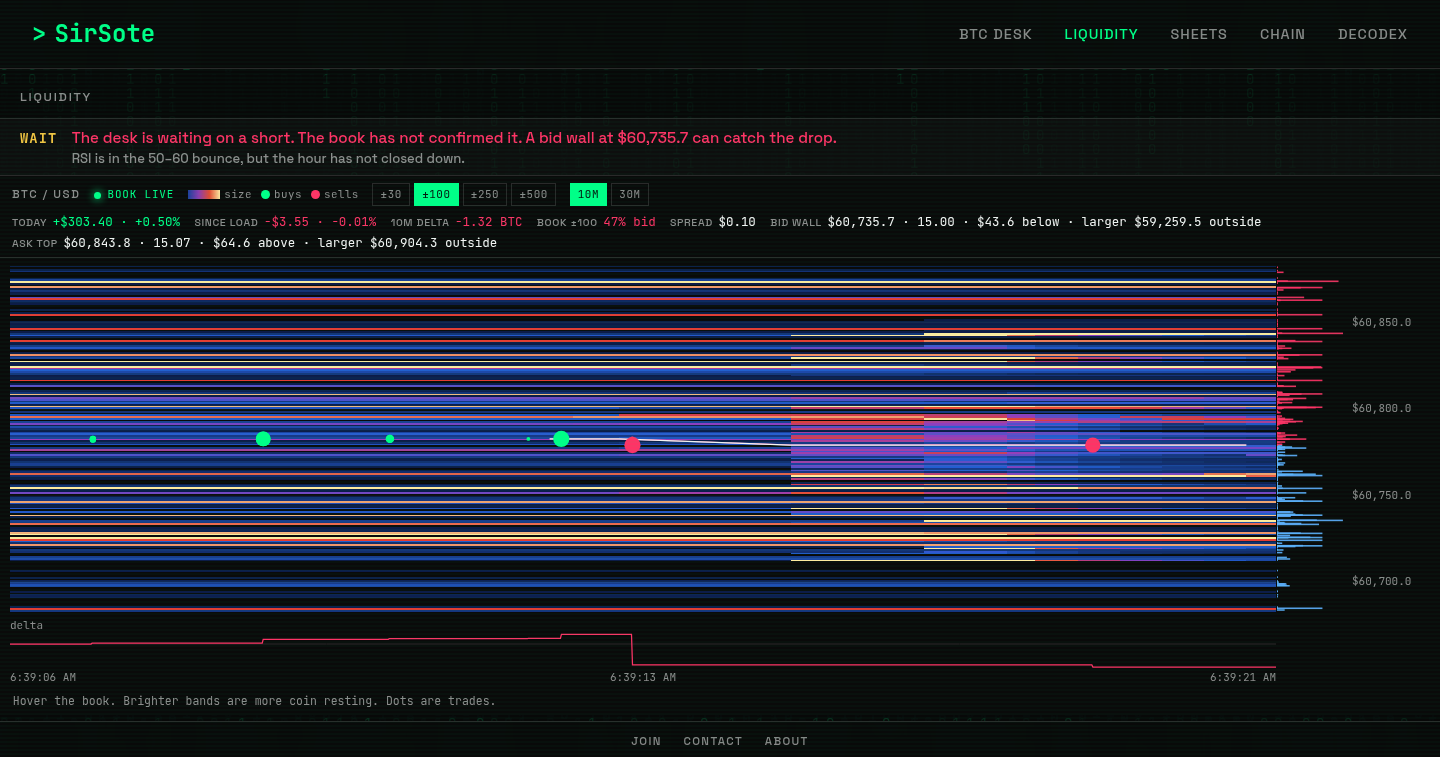 > SirSote
BTC DESK LIQUIDITY SHEETS CHAIN DECODEX
LIQUIDITY
WAIT The desk is waiting on a short. The book has not confirmed it. A bid wall at $60,735.7 can catch the drop.
RSI is in the 50–60 bounce, but the hour has not closed down.
BTC / USD BOOK LIVE size buys sells ±30 ±100 ±250 ±500 10M 30M
TODAY +$303.40 · +0.50% SINCE LOAD -$3.55 · -0.01% 10M DELTA -1.32 BTC BOOK ±100 47% bid SPREAD $0.10 BID WALL $60,735.7 · 15.00 · $43.6 below · larger $59,259.5 outside
ASK TOP $60,843.8 · 15.07 · $64.6 above · larger $60,904.3 outside
$60,850.0
$60,800.0
$60,750.0
$60,700.0
delta
6:39:06 AM 6:39:13 AM 6:39:21 AM
Hover the book. Brighter bands are more coin resting. Dots are trades.
JOIN CONTACT ABOUT